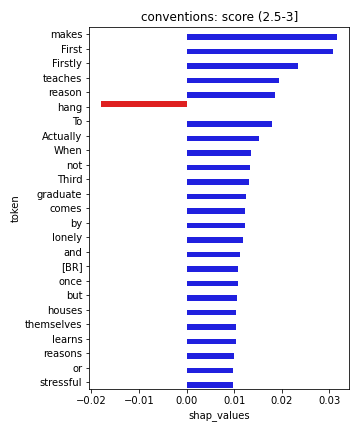 conventions: score (2.5-3]
makes
First
Firstly
teaches
reason
hang
To
Actually
When
not
Third
graduate
comes
by
lonely
and
[BR]
once
but
houses
themselves
learns
reasons
or
stressful
token
−0.02 −0.01 0.00 0.01 0.02 0.03
shap_values